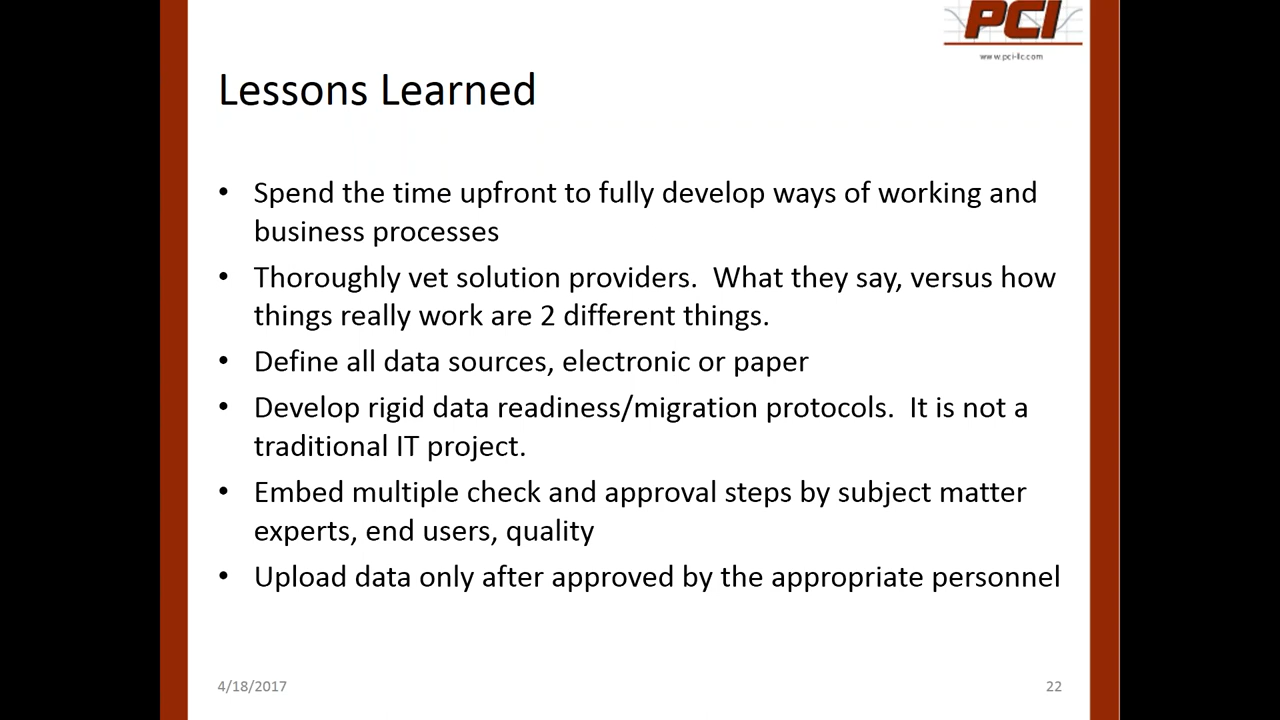 PCI
www.pci-llc.com
Lessons Learned
• Spend the time upfront to fully develop ways of working and
business processes
• Thoroughly vet solution providers.  What they say, versus how
things really work are 2 different things.
• Define all data sources, electronic or paper
• Develop rigid data readiness/migration protocols.  It is not a
traditional IT project.
• Embed multiple check and approval steps by subject matter
experts, end users, quality
• Upload data only after approved by the appropriate personnel
4/18/2017
22